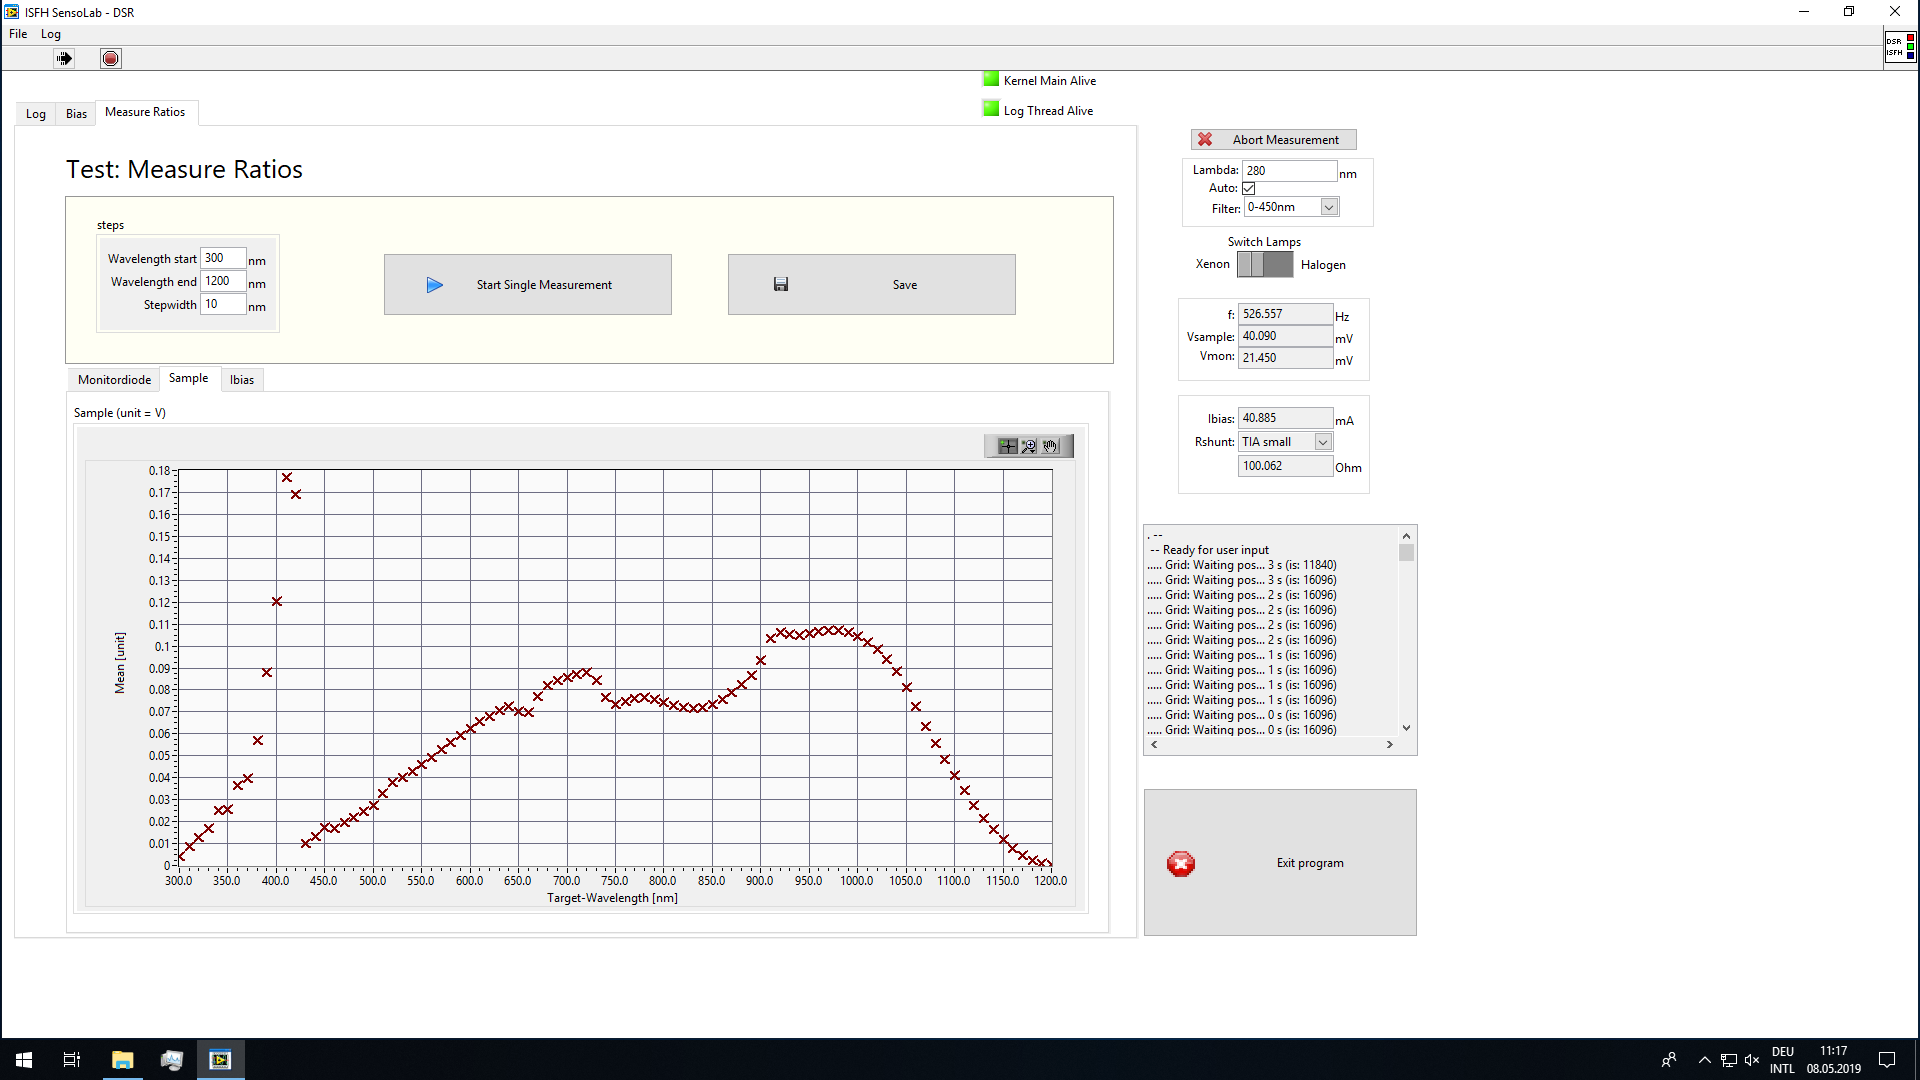 ISFH SensoLab - DSR
File Log
DSR
ISFH
Kernel Main Alive
Log Thread Alive
Log Bias Measure Ratios
Test: Measure Ratios
steps
Wavelength start 300 nm
Wavelength end 1200 nm
Stepwidth 10 nm
Start Single Measurement
Save
Monitordiode Sample Ibias
Sample (unit = V)
0.18
0.17
0.16
0.15
0.14
0.13
0.12
0.11
0.1
0.09
0.08
0.07
0.06
0.05
0.04
0.03
0.02
0.01
0
Mean [unit]
300.0 350.0 400.0 450.0 500.0 550.0 600.0 650.0 700.0 750.0 800.0 850.0 900.0 950.0 1000.0 1050.0 1100.0 1150.0 1200.0
Target-Wavelength [nm]
Abort Measurement
Lambda: 280 nm
Auto:
Filter: 0-450nm
Switch Lamps
Xenon Halogen
f: 526.557 Hz
Vsample: 40.090 mV
Vmon: 21.450 mV
Ibias: 40.885 mA
Rshunt: TIA small
100.062 Ohm
. --
-- Ready for user input
..... Grid: Waiting pos... 3 s (is: 11840)
..... Grid: Waiting pos... 3 s (is: 16096)
..... Grid: Waiting pos... 2 s (is: 16096)
..... Grid: Waiting pos... 2 s (is: 16096)
..... Grid: Waiting pos... 2 s (is: 16096)
..... Grid: Waiting pos... 2 s (is: 16096)
..... Grid: Waiting pos... 1 s (is: 16096)
..... Grid: Waiting pos... 1 s (is: 16096)
..... Grid: Waiting pos... 1 s (is: 16096)
..... Grid: Waiting pos... 1 s (is: 16096)
..... Grid: Waiting pos... 0 s (is: 16096)
..... Grid: Waiting pos... 0 s (is: 16096)
Exit program
DEU 11:17
INTL 08.05.2019